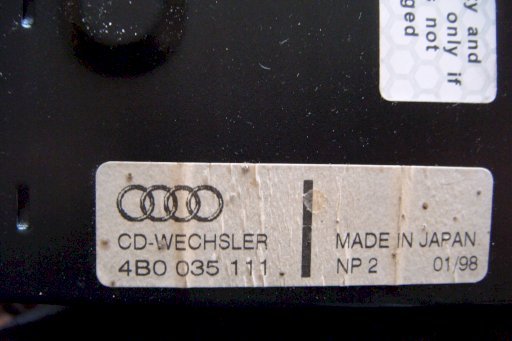 y and
only if
s not
ged
CD-WECHSLER
4B0 035 111
MADE IN JAPAN
NP 2 01/98